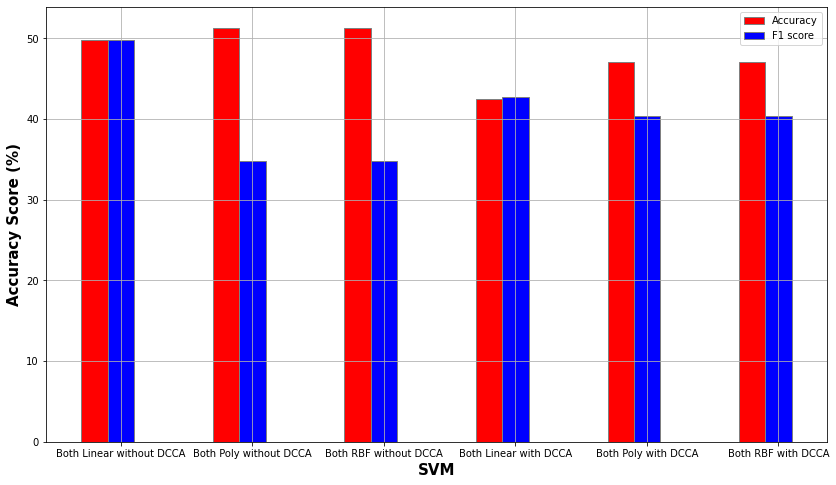 Accuracy
F1 score
Accuracy Score (%)
50
40
30
20
10
0
Both Linear without DCCA Both Poly without DCCA Both RBF without DCCA Both Linear with DCCA Both Poly with DCCA Both RBF with DCCA
SVM